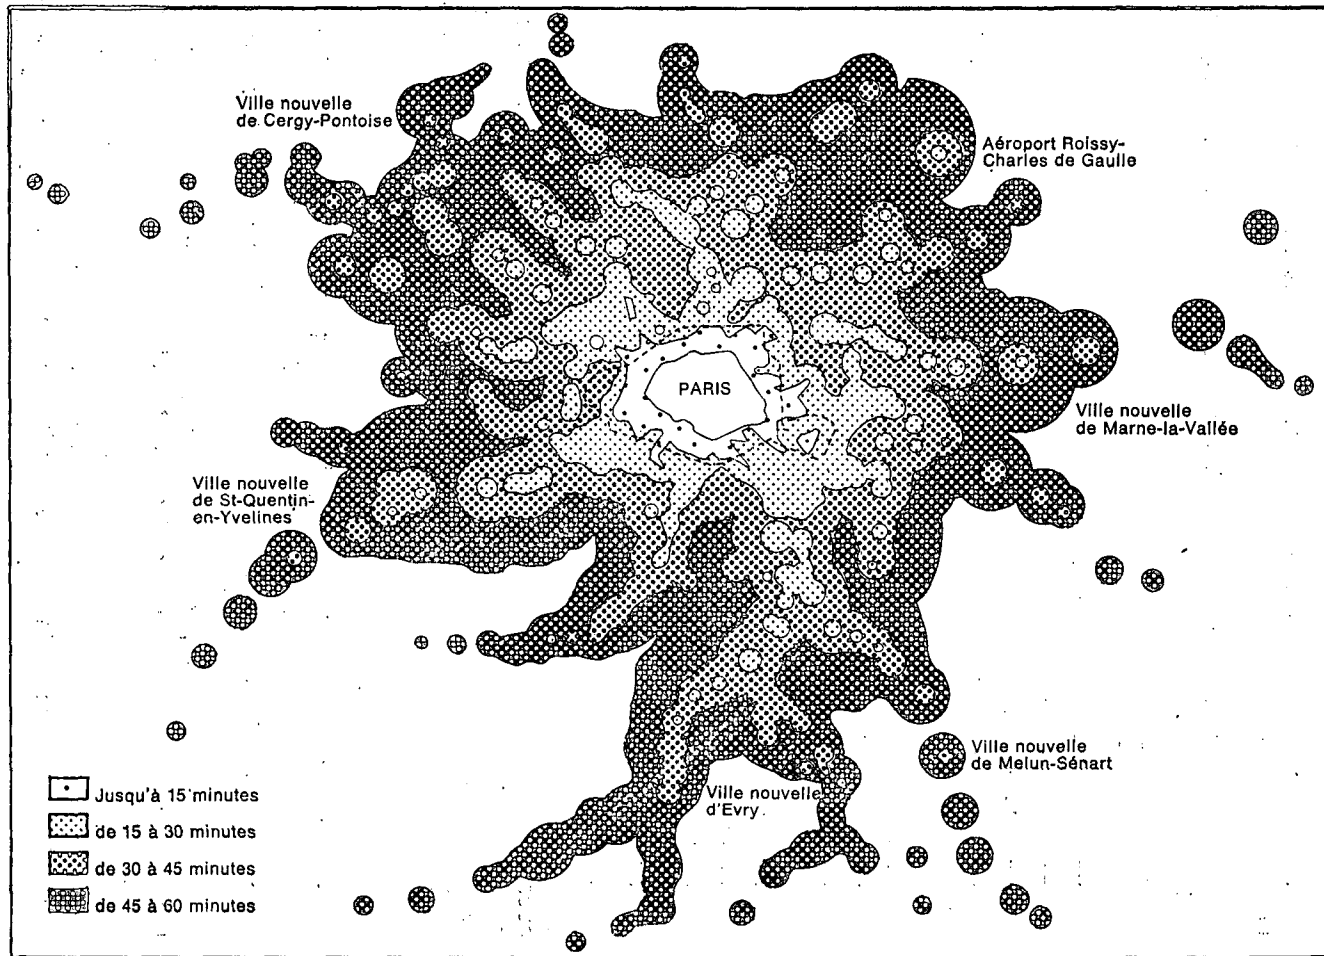 Ville nouvelle
de Cergy-Pontoise
Aéroport Roissy-
Charles de Gaulle
PARIS
Ville nouvelle
de Marne-la-Vallée
Ville nouvelle
de St-Quentin-
en-Yvelines
Ville nouvelle
de Melun-Sénart
Ville nouvelle
d'Evry
Jusqu'à 15 minutes
de 15 à 30 minutes
de 30 à 45 minutes
de 45 à 60 minutes